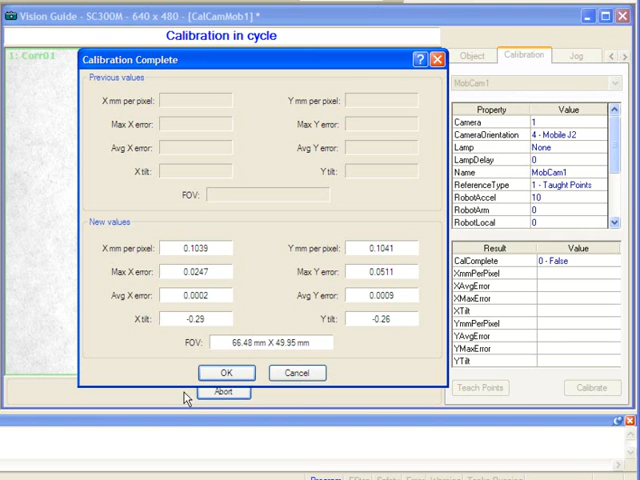 Vision Guide - SC300M - 640 x 480 - [CalCamMob1] *
Calibration in cycle
1: Corr01
Calibration Complete
Previous values
X mm per pixel:
Y mm per pixel:
Max X error:
Max Y error:
Avg X error:
Avg Y error:
X tilt:
Y tilt:
FOV:
New values
X mm per pixel: 0.1039
Y mm per pixel: 0.1041
Max X error: 0.0247
Max Y error: 0.0511
Avg X error: 0.0002
Avg Y error: 0.0009
X tilt: -0.29
Y tilt: -0.26
FOV: 66.48 mm X 49.95 mm
OK
Cancel
Abort
Object
Calibration
Jog
MobCam1
Property Value
Camera 1
CameraOrientation 4 - Mobile J2
Lamp None
LampDelay 0
Name MobCam1
ReferenceType 1 - Taught Points
RobotAccel 10
RobotArm 0
RobotLocal 0
Result Value
CalComplete 0 - False
XmmPerPixel
XAvgError
XMaxError
XTilt
YmmPerPixel
YAvgError
YMaxError
YTilt
Teach Points
Calibrate